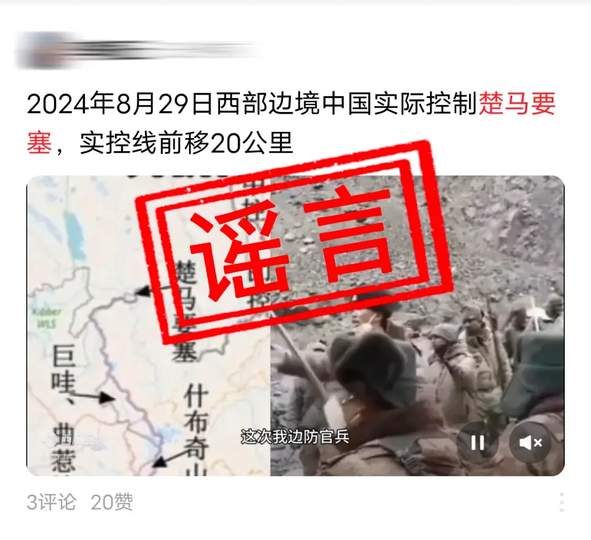 2024年8月29日西部边境中国实际控制楚马要
塞，实控线前移20公里
谣言
Kibber
WLS
楚马要塞
巨哇、曲惹
什布奇山
这次我边防官兵
3评论 20赞